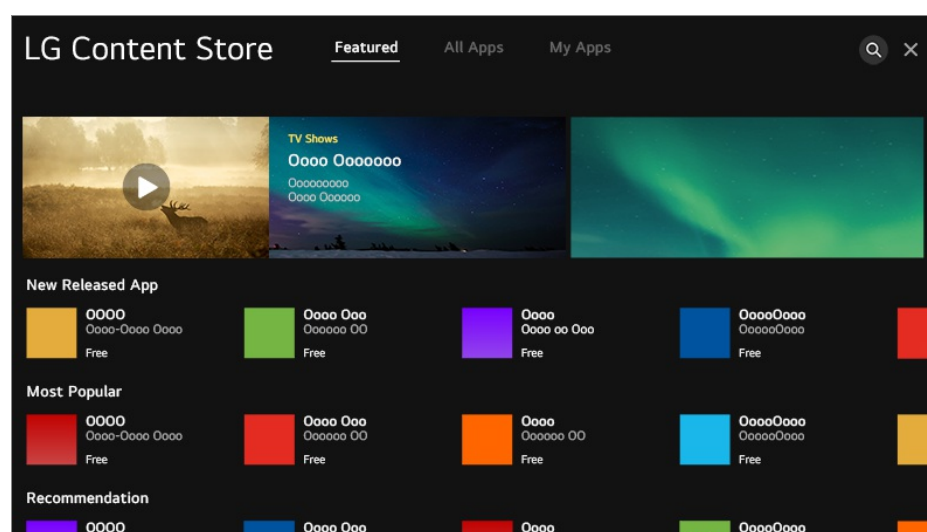 LG Content Store
Featured All Apps My Apps
TV Shows
Oooo Ooooooo
Ooooooooo
Oooo Oooooo
New Released App
OOOO Oooo Ooo Oooo OoooOooo
Oooo-Oooo Oooo Oooooo OO Oooo oo Ooo OooooOooo
Free Free Free Free
Most Popular
OOOO Oooo Ooo Oooo OoooOooo
Oooo-Oooo Oooo Oooooo OO Oooooo OO OooooOooo
Free Free Free Free
Recommendation
OOOO Oooo Ooo Oooo OoooOooo